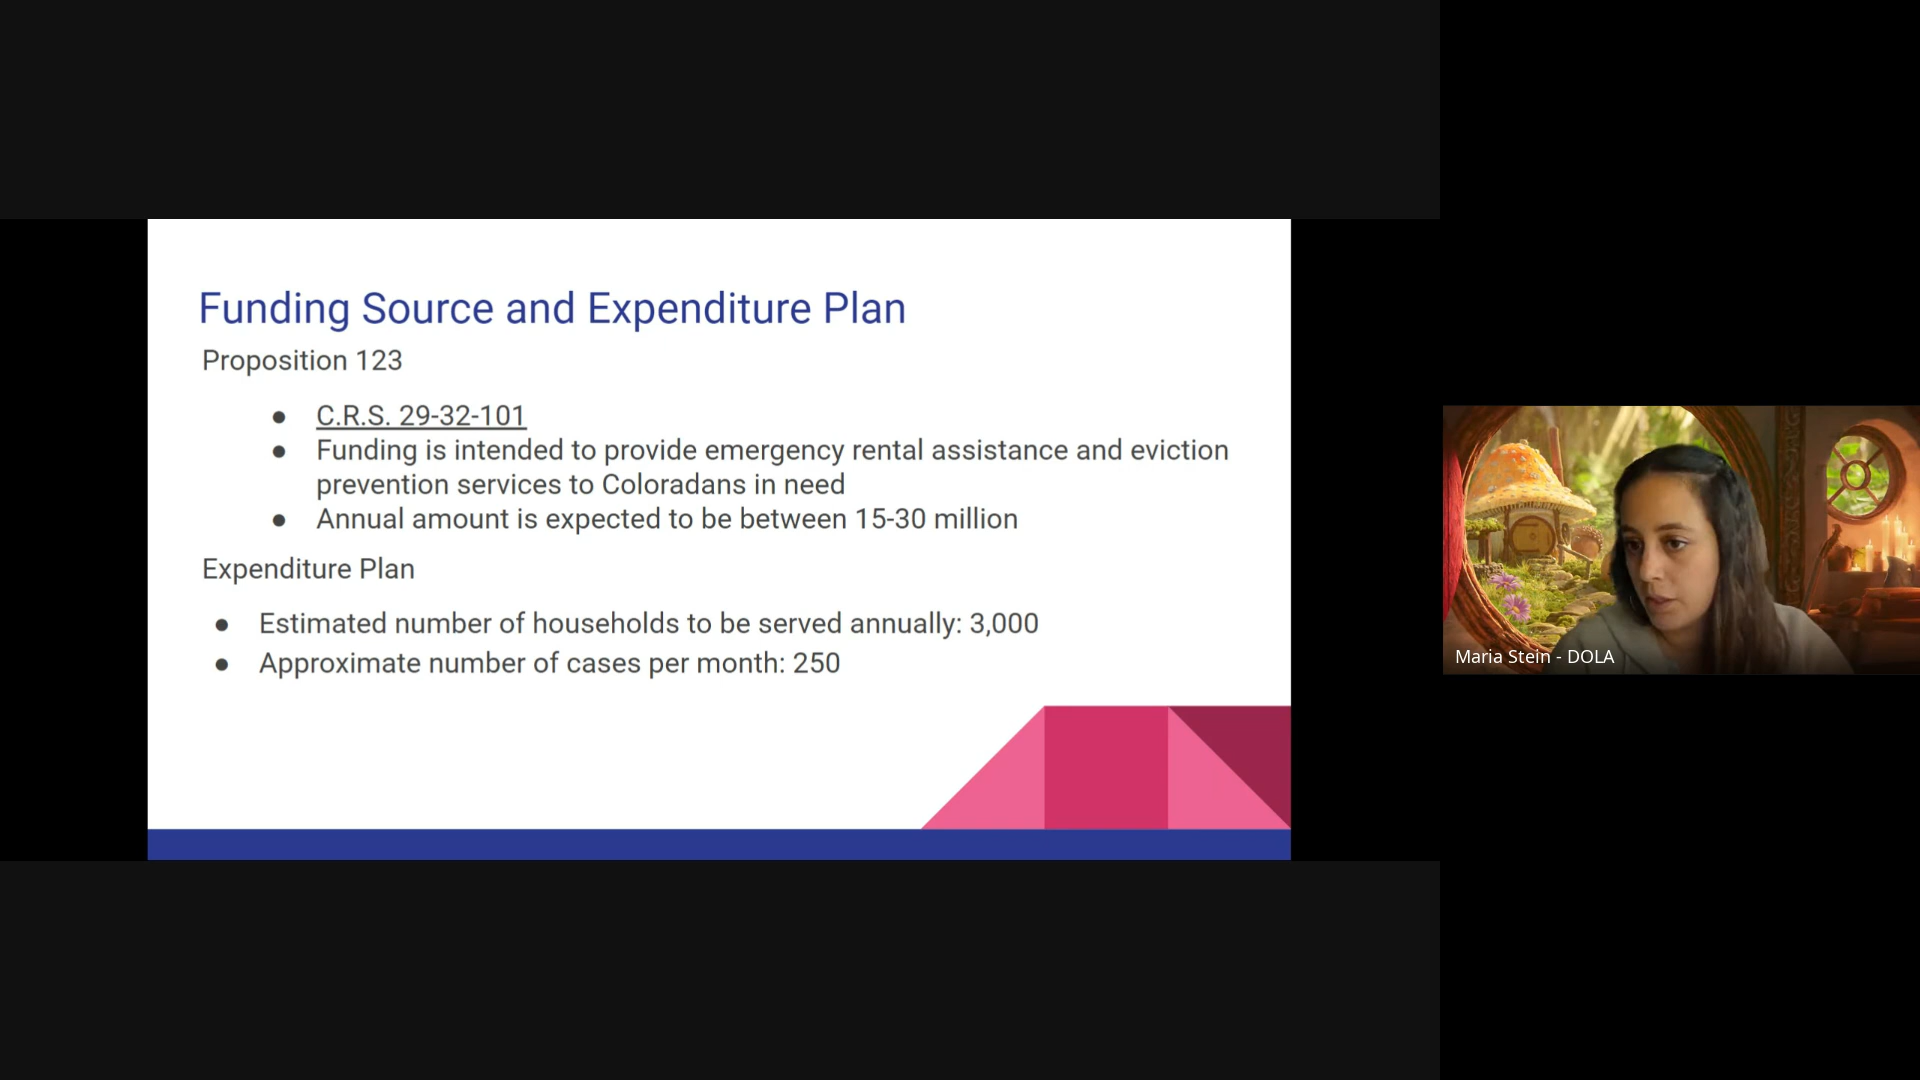 Funding Source and Expenditure Plan
Proposition 123
● C.R.S. 29-32-101
● Funding is intended to provide emergency rental assistance and eviction
prevention services to Coloradans in need
● Annual amount is expected to be between 15-30 million
Expenditure Plan
● Estimated number of households to be served annually: 3,000
● Approximate number of cases per month: 250
Maria Stein - DOLA